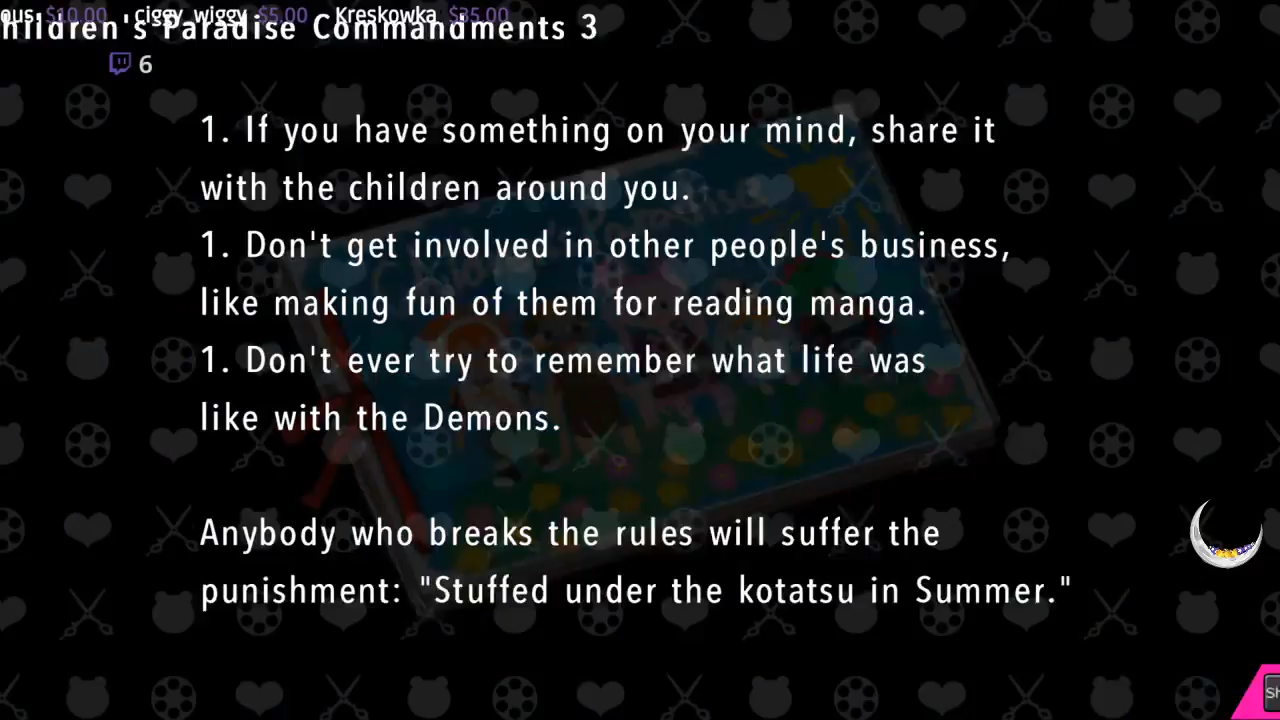 ous $10.00 ciggy_wiggy $5.00 Kreskowka $35.00
hildren's Paradise Commandments 3
6
1. If you have something on your mind, share it
with the children around you.
1. Don't get involved in other people's business,
like making fun of them for reading manga.
1. Don't ever try to remember what life was
like with the Demons.
Anybody who breaks the rules will suffer the
punishment: "Stuffed under the kotatsu in Summer."
Sh